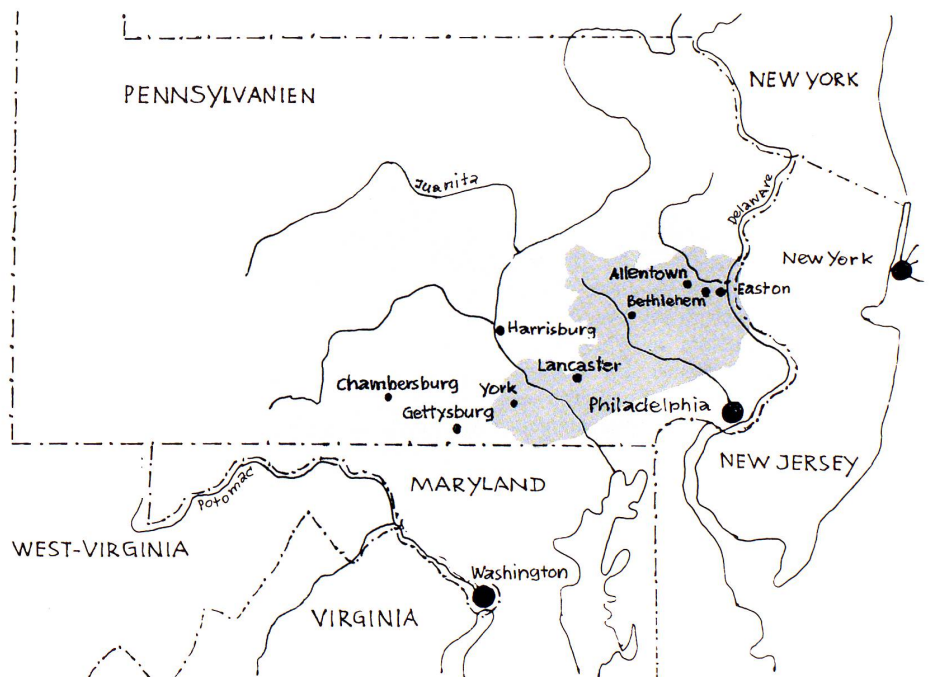 PENNSYLVANIEN
NEW YORK
Juanita
Delaware
New York
Allentown
Easton
Bethlehem
Harrisburg
Lancaster
Chambersburg
York
Philadelphia
Gettysburg
NEW JERSEY
MARYLAND
Potomac
WEST-VIRGINIA
Washington
VIRGINIA